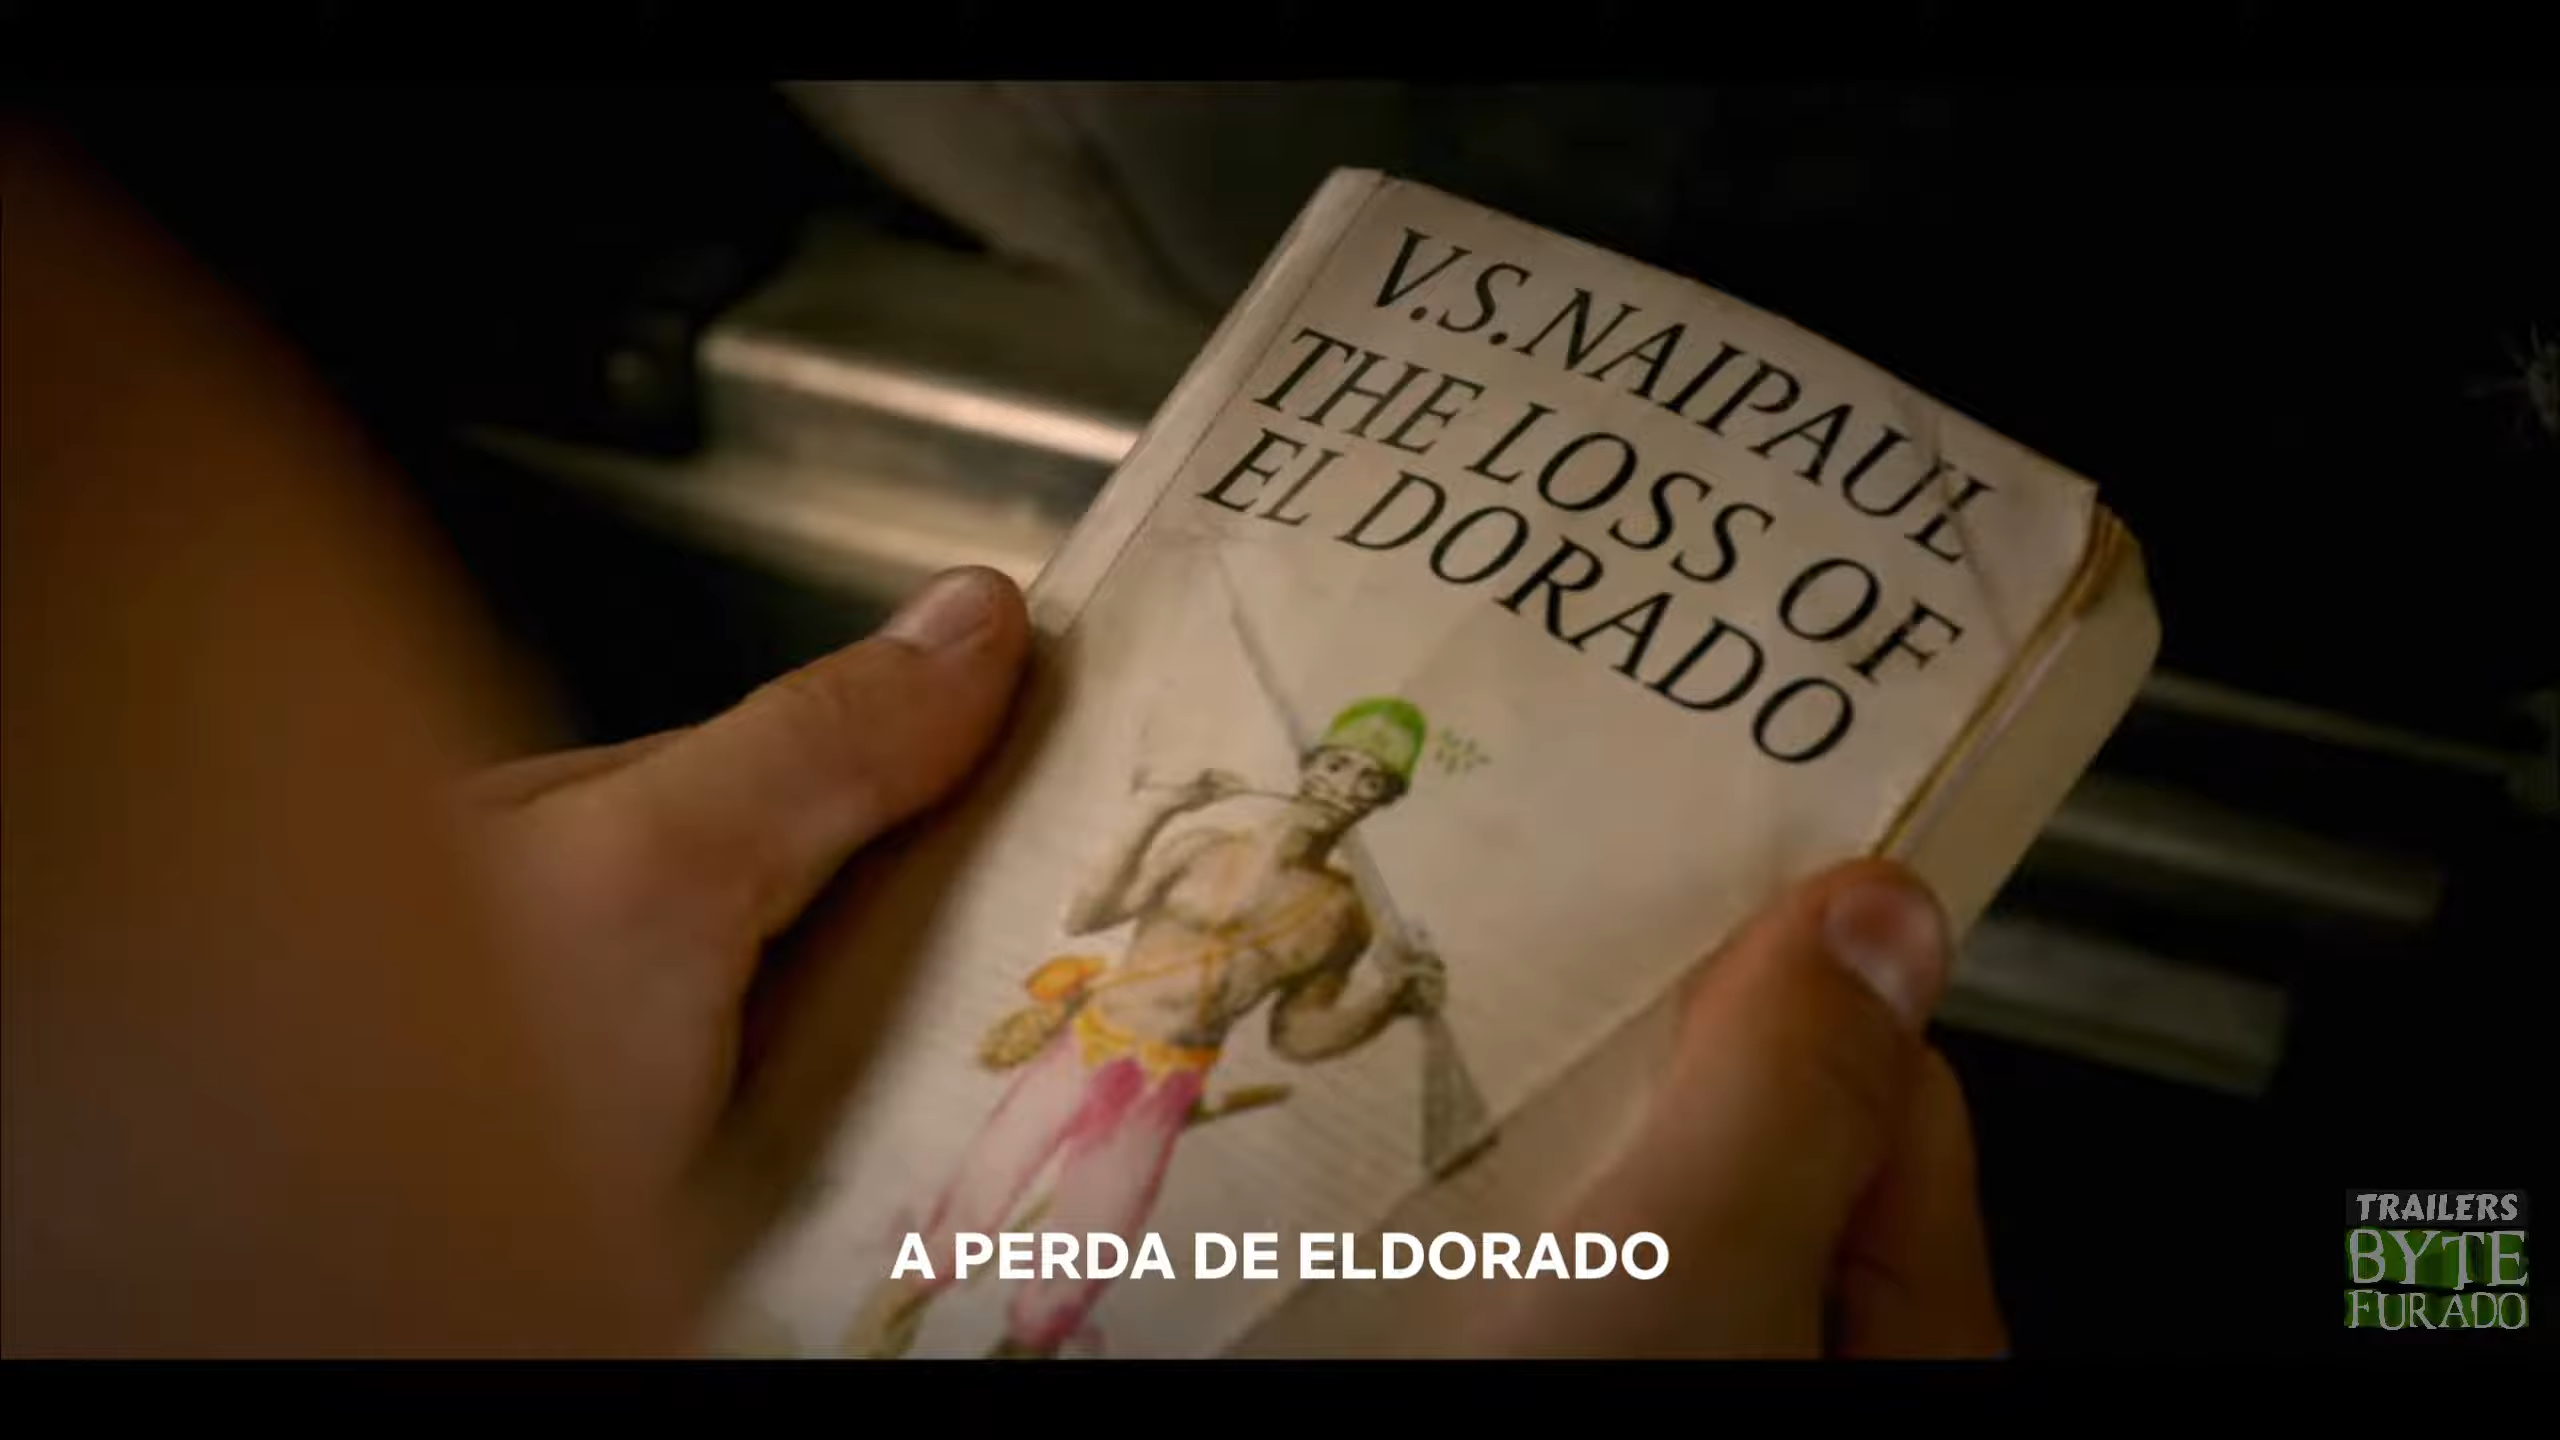 V.S. NAIPAUL
THE LOSS OF
EL DORADO
A PERDA DE ELDORADO
TRAILERS
BYTE
FURADO